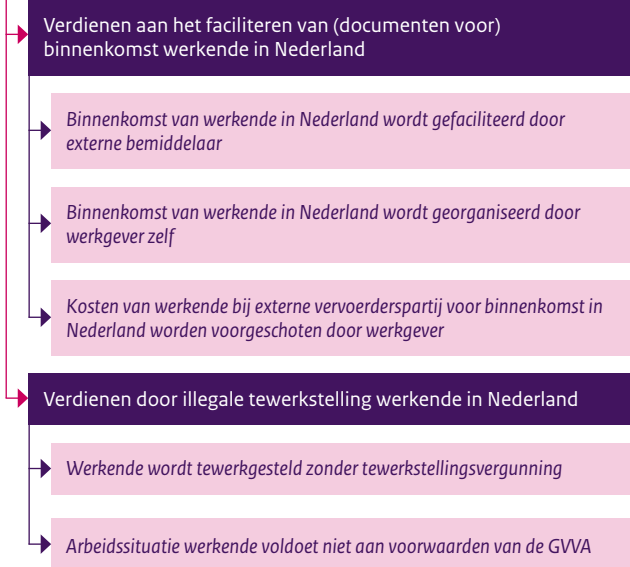 Verdienen aan het faciliteren van (documenten voor)
binnenkomst werkende in Nederland
Binnenkomst van werkende in Nederland wordt gefaciliteerd door
externe bemiddelaar
Binnenkomst van werkende in Nederland wordt georganiseerd door
werkgever zelf
Kosten van werkende bij externe vervoerderspartij voor binnenkomst in
Nederland worden voorgeschoten door werkgever
Verdienen door illegale tewerkstelling werkende in Nederland
Werkende wordt tewerkgesteld zonder tewerkstellingsvergunning
Arbeidssituatie werkende voldoet niet aan voorwaarden van de GVVA